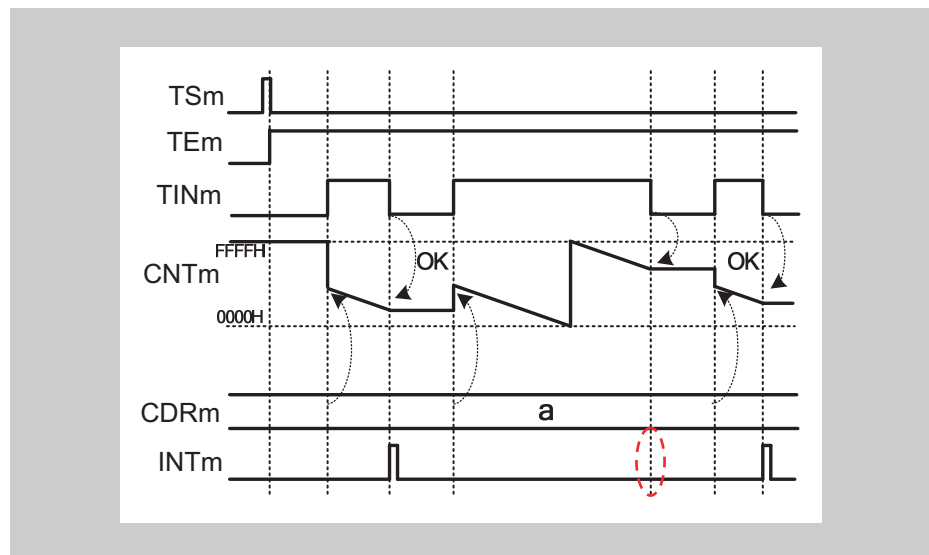 TSm
TEm
TINm
FFFFH
CNTm
OK
OK
0000H
CDRm
a
INTm